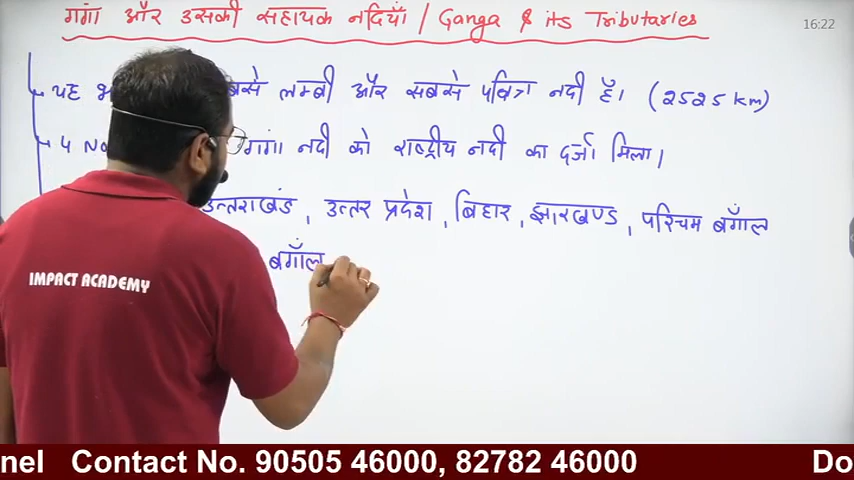 गंगा और उसकी सहायक नदियाँ / Ganga & its Tributaries
16:22
यह सबसे लम्बी और सबसे पवित्र नदी है। (2525 km)
4 No गंगा नदी को राष्ट्रीय नदी का दर्जा मिला।
उत्तराखंड, उत्तर प्रदेश, बिहार, झारखण्ड, पश्चिम बगाँल
बगाँल
IMPACT ACADEMY
nel Contact No. 90505 46000, 82782 46000 Do